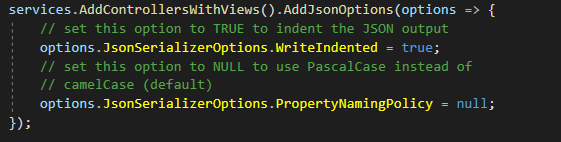 services.AddControllersWithViews().AddJsonOptions(options => {
    // set this option to TRUE to indent the JSON output
    options.JsonSerializerOptions.WriteIndented = true;
    // set this option to NULL to use PascalCase instead of
    // camelCase (default)
    options.JsonSerializerOptions.PropertyNamingPolicy = null;
});